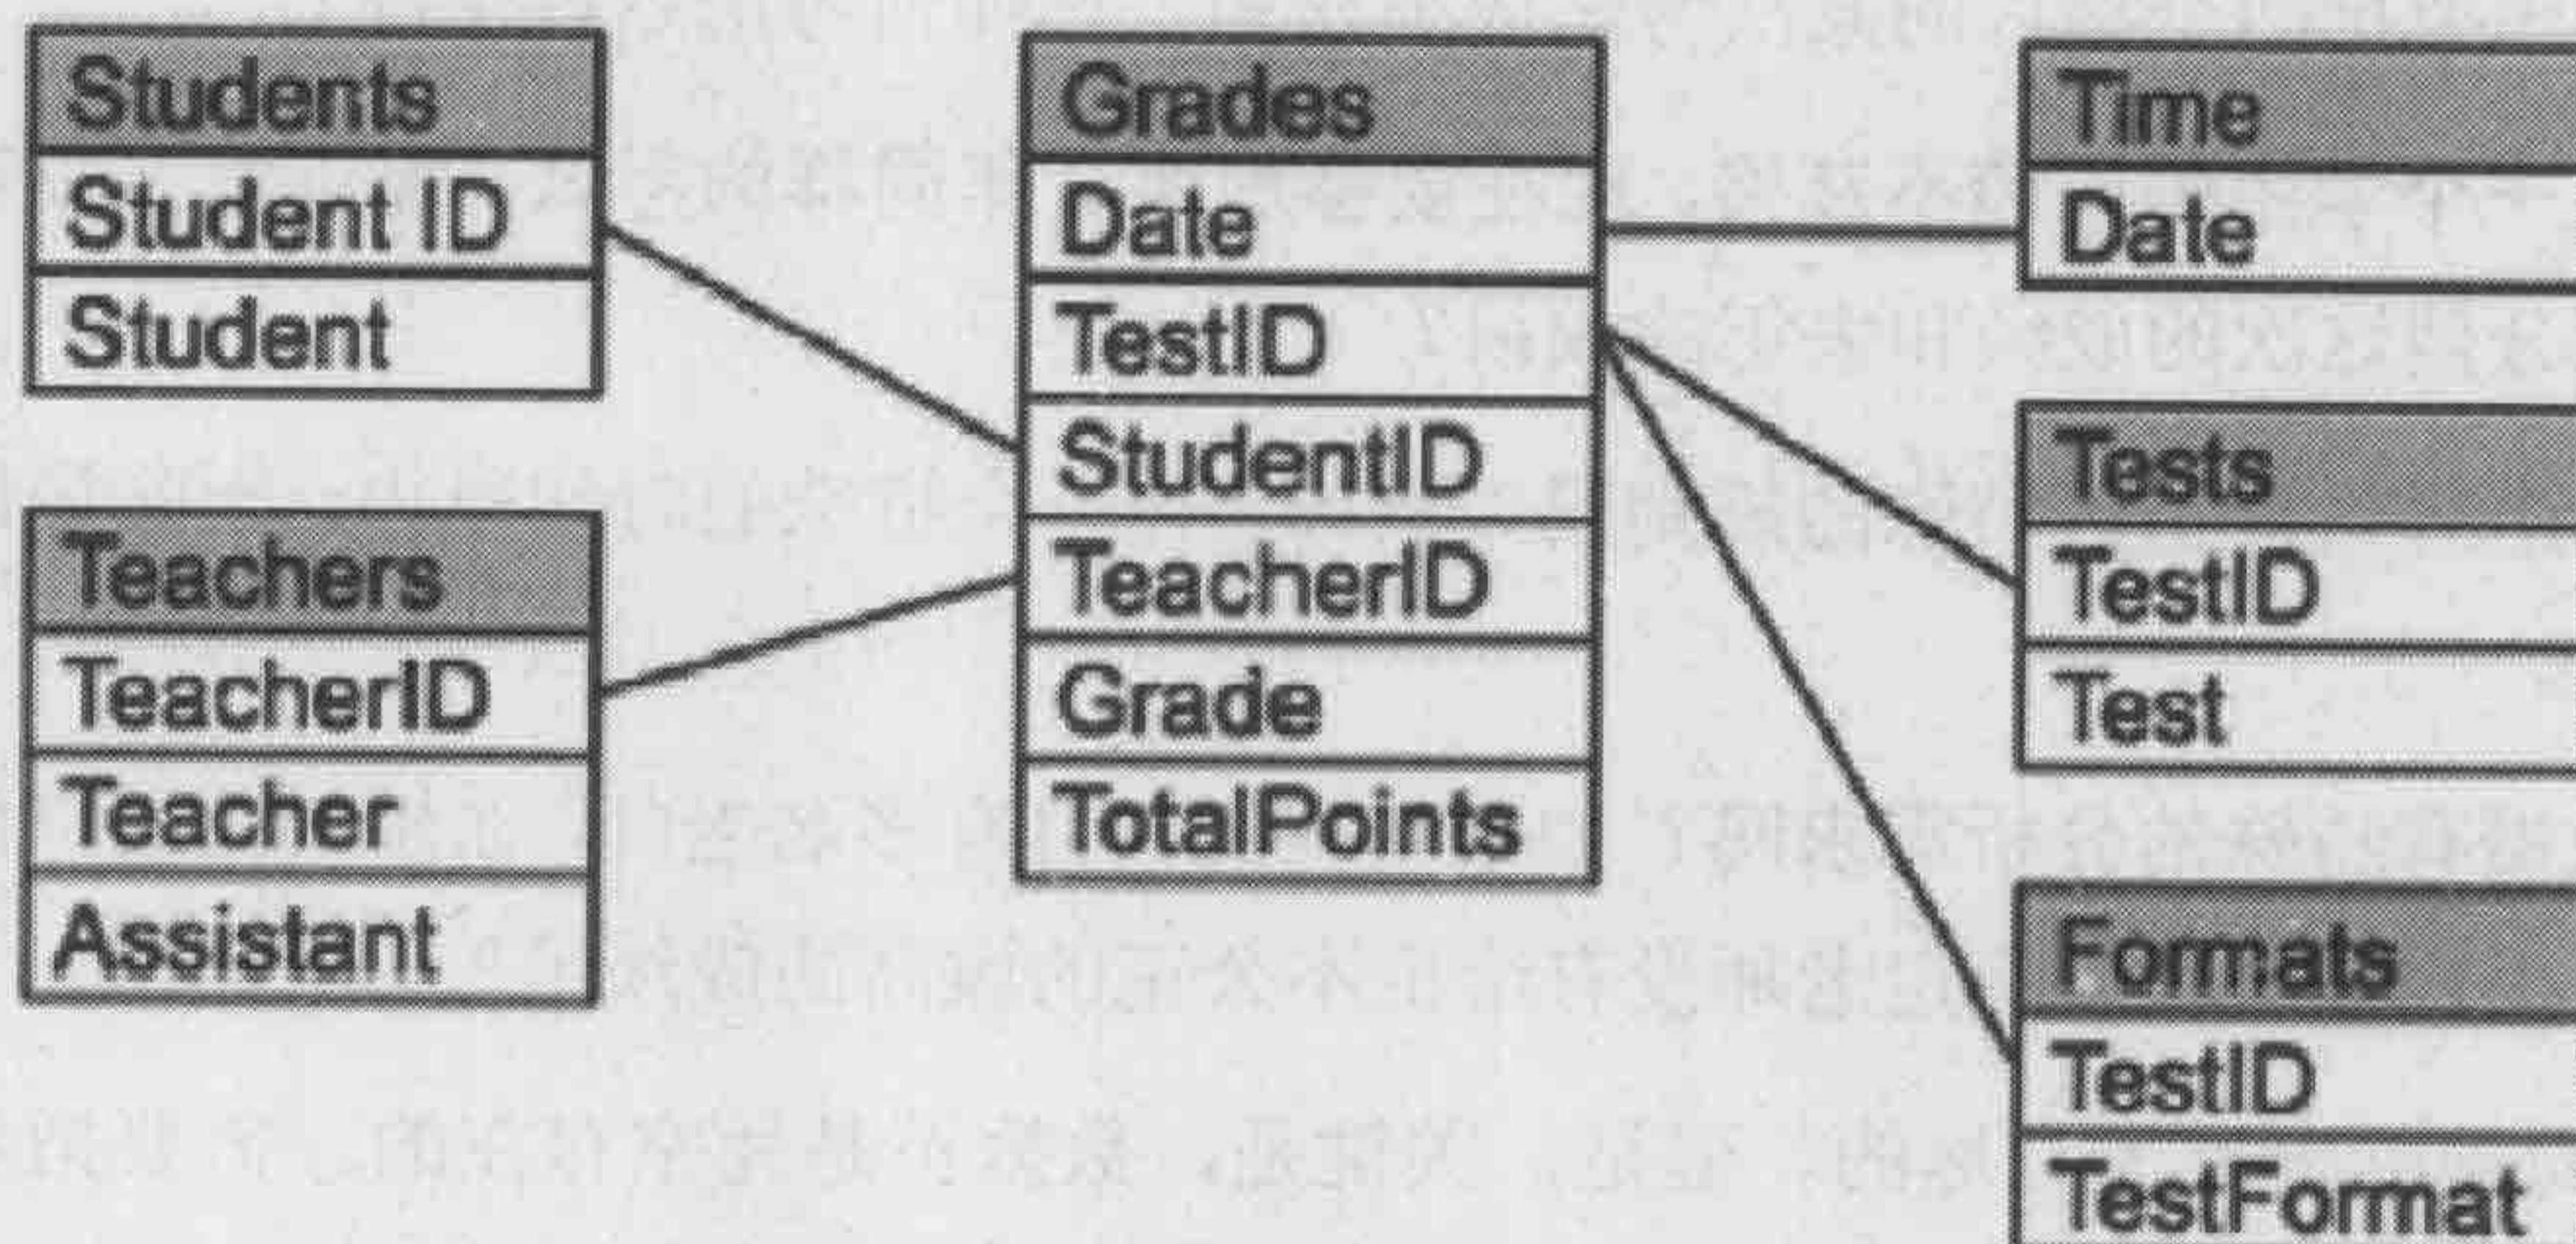 Students
Student ID
Student
Teachers
TeacherID
Teacher
Assistant
Grades
Date
TestID
StudentID
TeacherID
Grade
TotalPoints
Time
Date
Tests
TestID
Test
Formats
TestID
TestFormat